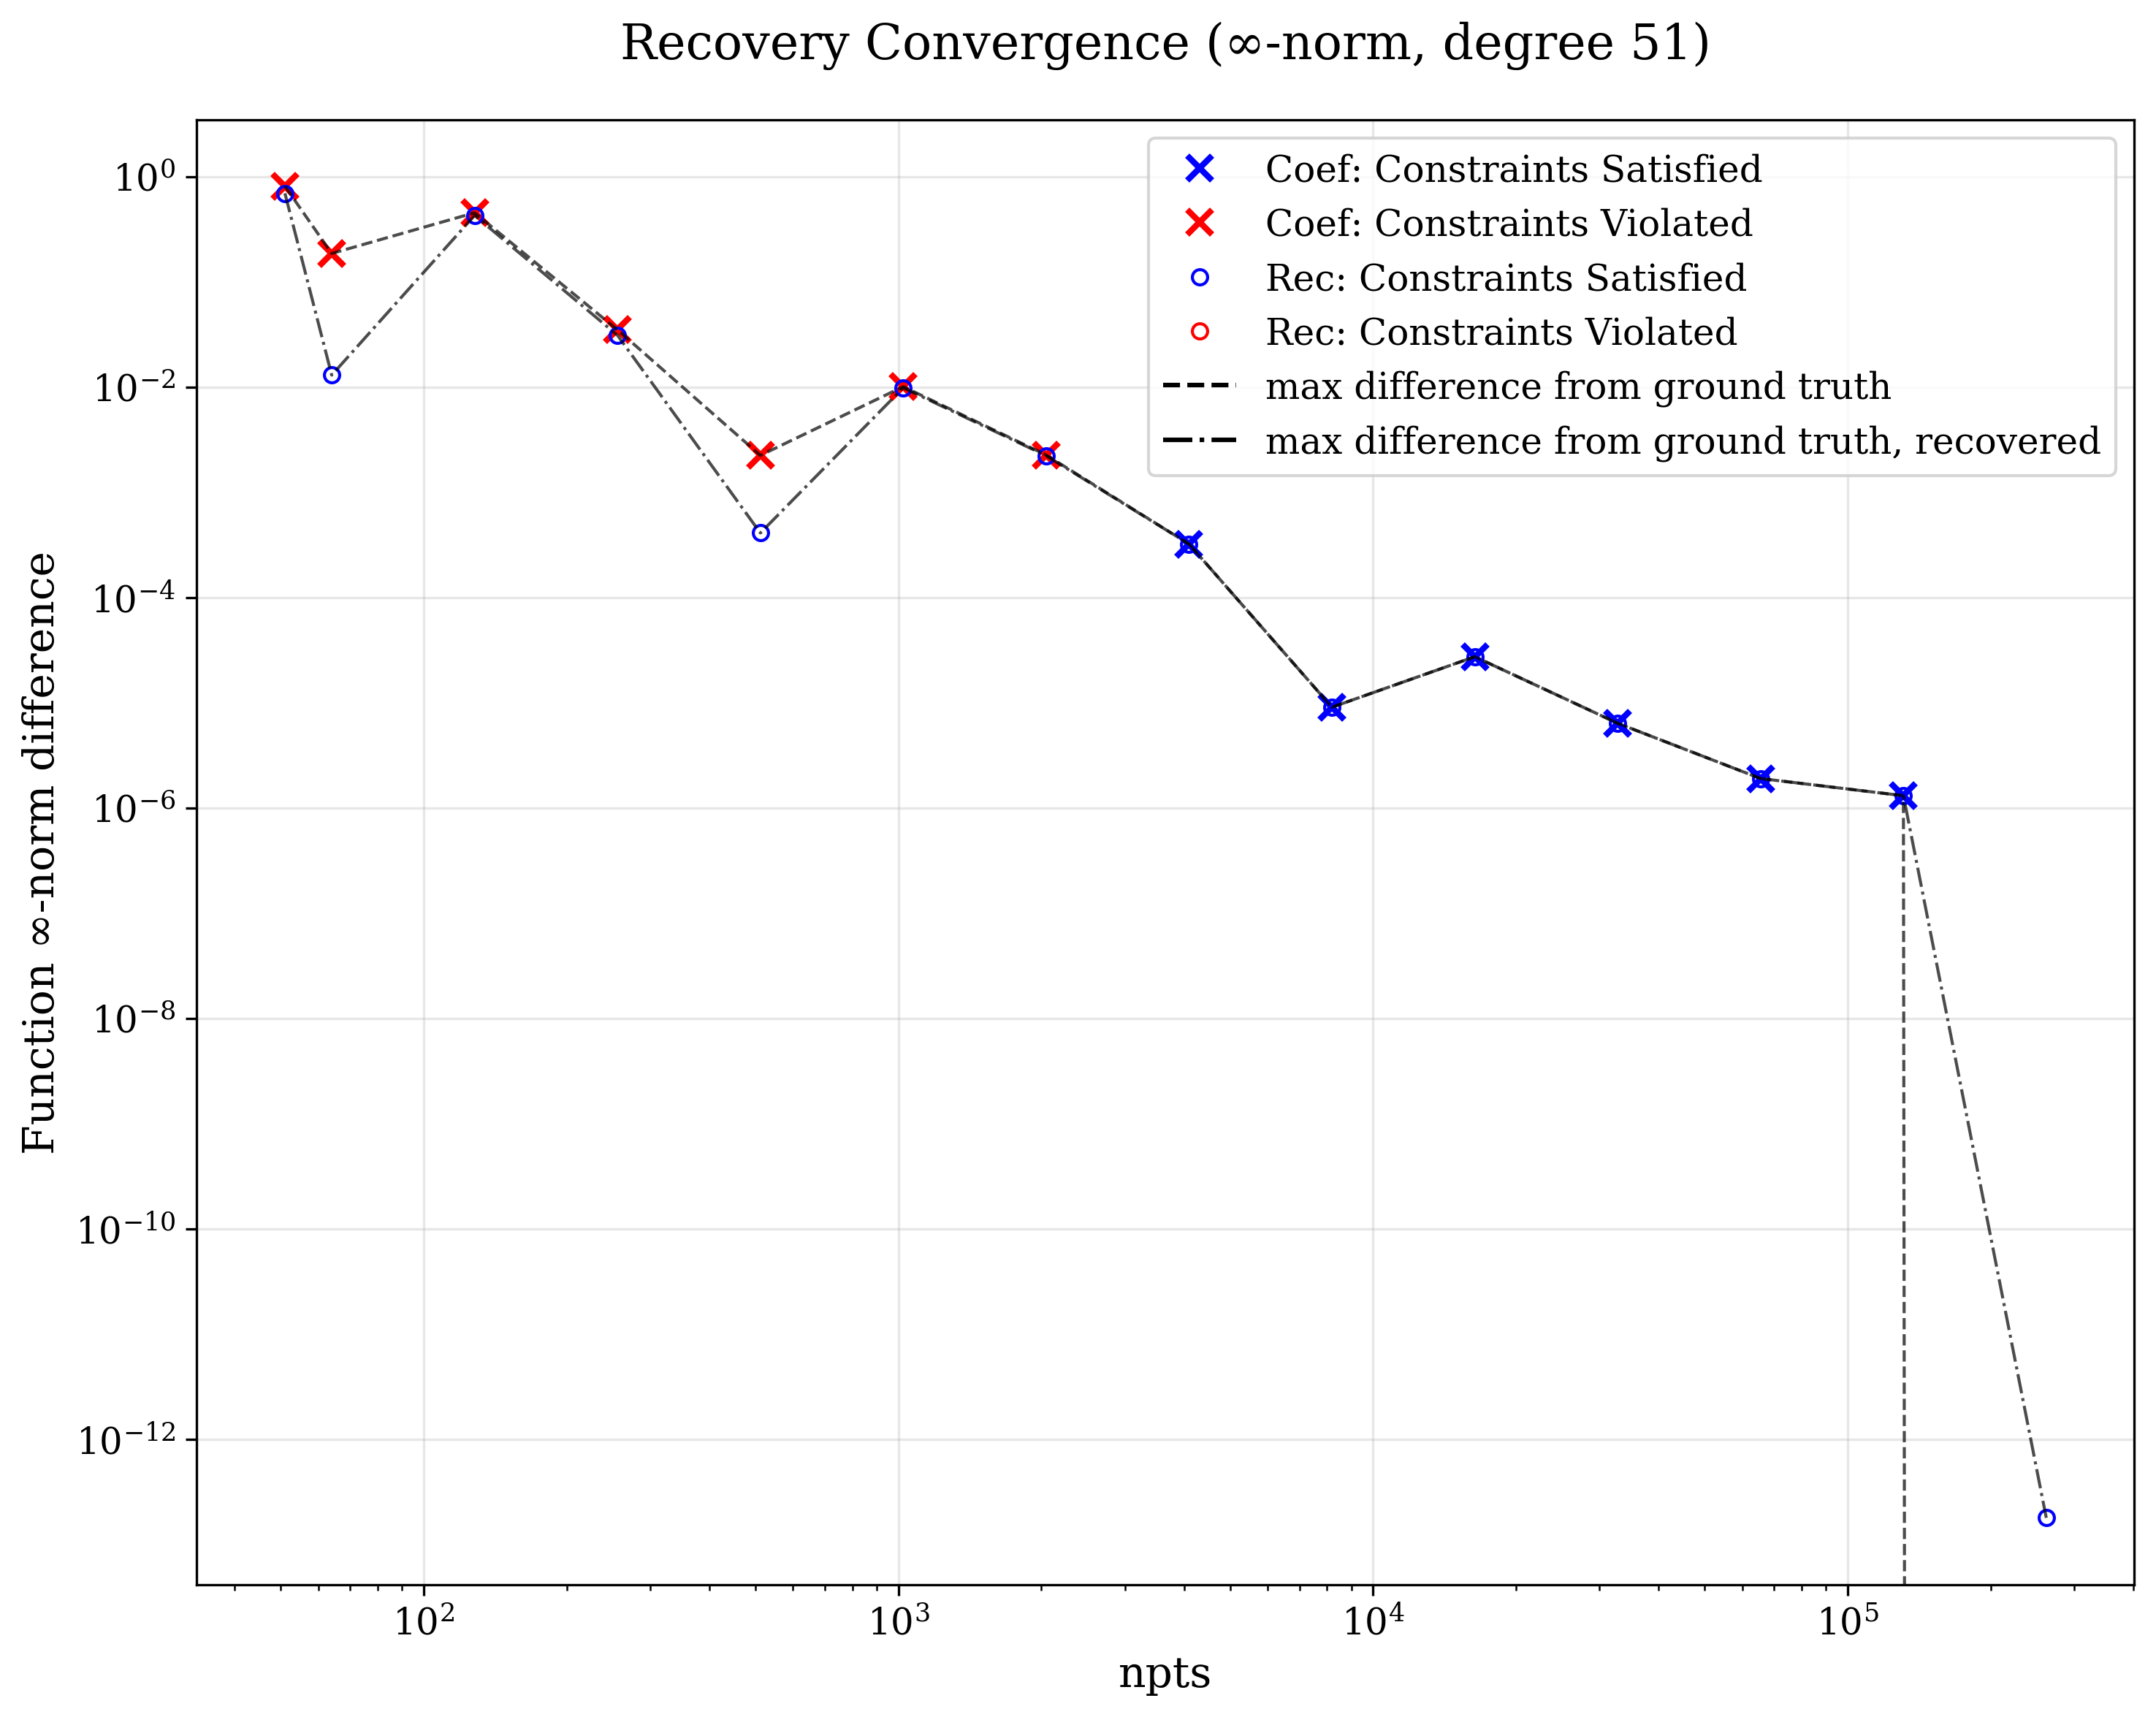 Recovery Convergence (∞-norm, degree 51)
Coef: Constraints Satisfied
Coef: Constraints Violated
Rec: Constraints Satisfied
Rec: Constraints Violated
max difference from ground truth
max difference from ground truth, recovered
Function ∞-norm difference
10⁰
10⁻²
10⁻⁴
10⁻⁶
10⁻⁸
10⁻¹⁰
10⁻¹²
10²
10³
10⁴
10⁵
npts